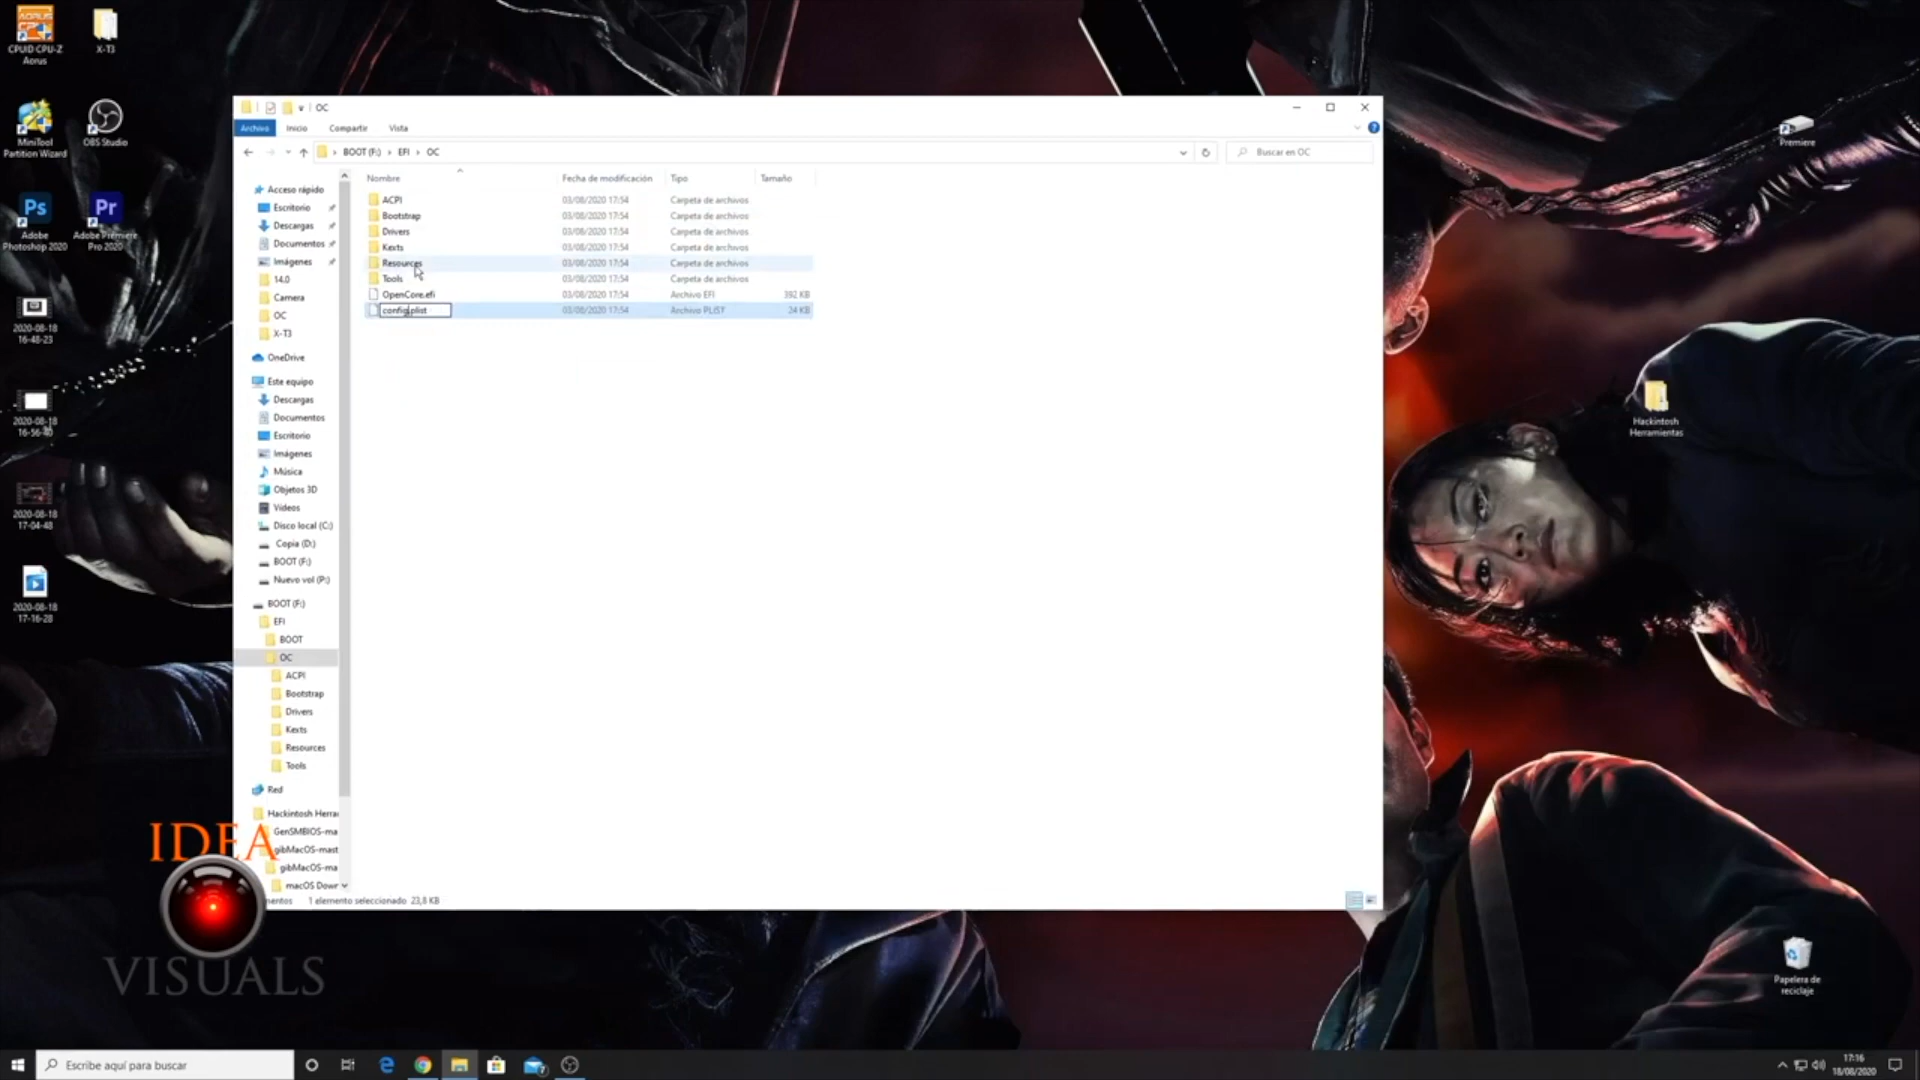 CPUID CPU-Z
Aorus
X-T3
MiniTool
Partition Wizard
OBS Studio
Adobe
Photoshop 2020
Adobe Premiere
Pro 2020
2020-08-18
16-48-23
2020-08-18
16-56-40
2020-08-18
17-04-48
2020-08-18
17-16-28
OC
Archivo Inicio Compartir Vista
BOOT (F:) EFI OC
Buscar en OC
Nombre Fecha de modificación Tipo Tamaño
ACPI 03/08/2020 17:54 Carpeta de archivos
Bootstrap 03/08/2020 17:54 Carpeta de archivos
Drivers 03/08/2020 17:54 Carpeta de archivos
Kexts 03/08/2020 17:54 Carpeta de archivos
Resources 03/08/2020 17:54 Carpeta de archivos
Tools 03/08/2020 17:54 Carpeta de archivos
OpenCore.efi 03/08/2020 17:54 Archivo EFI 392 KB
config.plist 03/08/2020 17:54 Archivo PLIST 24 KB
Acceso rápido
Escritorio
Descargas
Documentos
Imágenes
14.0
Camera
OC
X-T3
OneDrive
Este equipo
Descargas
Documentos
Escritorio
Imágenes
Música
Objetos 3D
Vídeos
Disco local (C:)
Copia (D:)
BOOT (F:)
Nuevo vol (P:)
BOOT (F:)
EFI
BOOT
OC
ACPI
Bootstrap
Drivers
Kexts
Resources
Tools
Red
Hackintosh Herra
GenSMBIOS-ma
gibMacOS-mast
gibMacOS-ma
macOS Down
mentos 1 elemento seleccionado 23,8 KB
IDEA
VISUALS
Premiere
Hackintosh
Herramientas
Papelera de
reciclaje
Escribe aquí para buscar
17:16
18/08/2020